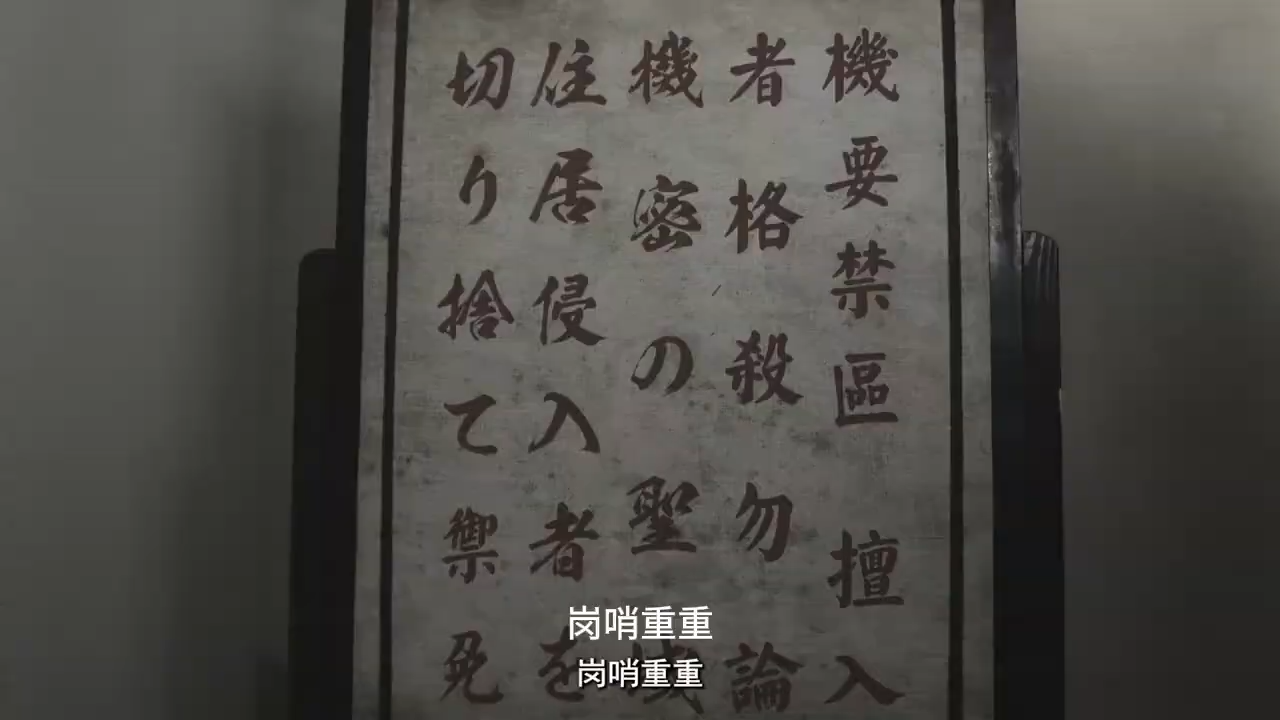 機要禁區 擅入
者格殺勿論
機密の聖域
住居侵入者を
切り捨て禦免
岗哨重重
岗哨重重